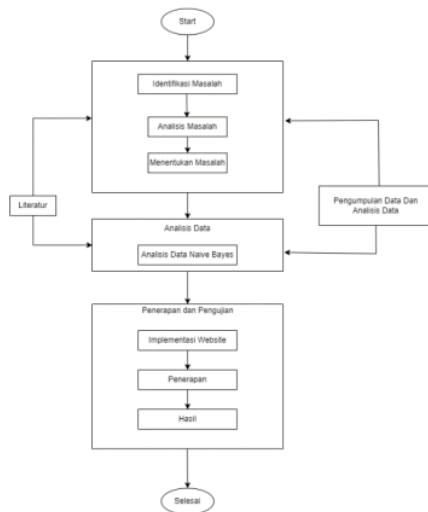 Start
Identifikasi Masalah
Analisis Masalah
Menentukan Masalah
Literatur
Pengumpulan Data Dan
Analisis Data
Analisis Data
Analisis Data Naive Bayes
Penerapan dan Pengujian
Implementasi Website
Penerapan
Hasil
Selesai